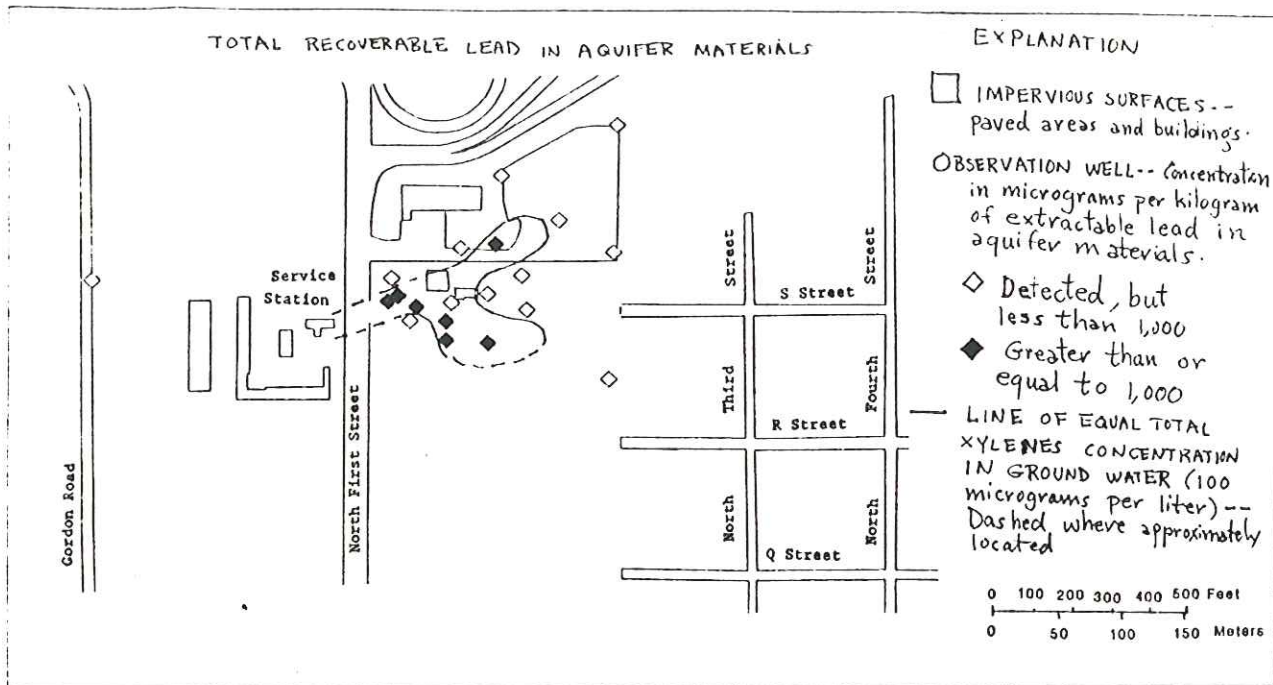 TOTAL RECOVERABLE LEAD IN AQUIFER MATERIALS
EXPLANATION
IMPERVIOUS SURFACES--
paved areas and buildings.
OBSERVATION WELL-- Concentration
in micrograms per kilogram
of extractable lead in
aquifer materials.
Detected, but
less than 1,000
Greater than or
equal to 1,000
LINE OF EQUAL TOTAL
XYLENES CONCENTRATION
IN GROUND WATER (100
micrograms per liter)--
Dashed where approximately
located
0 100 200 300 400 500 Feet
0 50 100 150 Meters
Service
Station
Gordon Road
North First Street
North Third Street
North Fourth Street
S Street
R Street
Q Street